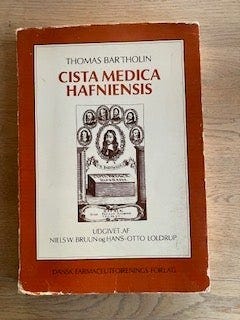 THOMAS BARTHOLIN
CISTA MEDICA
HAFNIENSIS
UDGIVET AF
NIELS W. BRUUN og HANS-OTTO LOLDRUP
DANSK FARMACEUTFORENINGS FORLAG